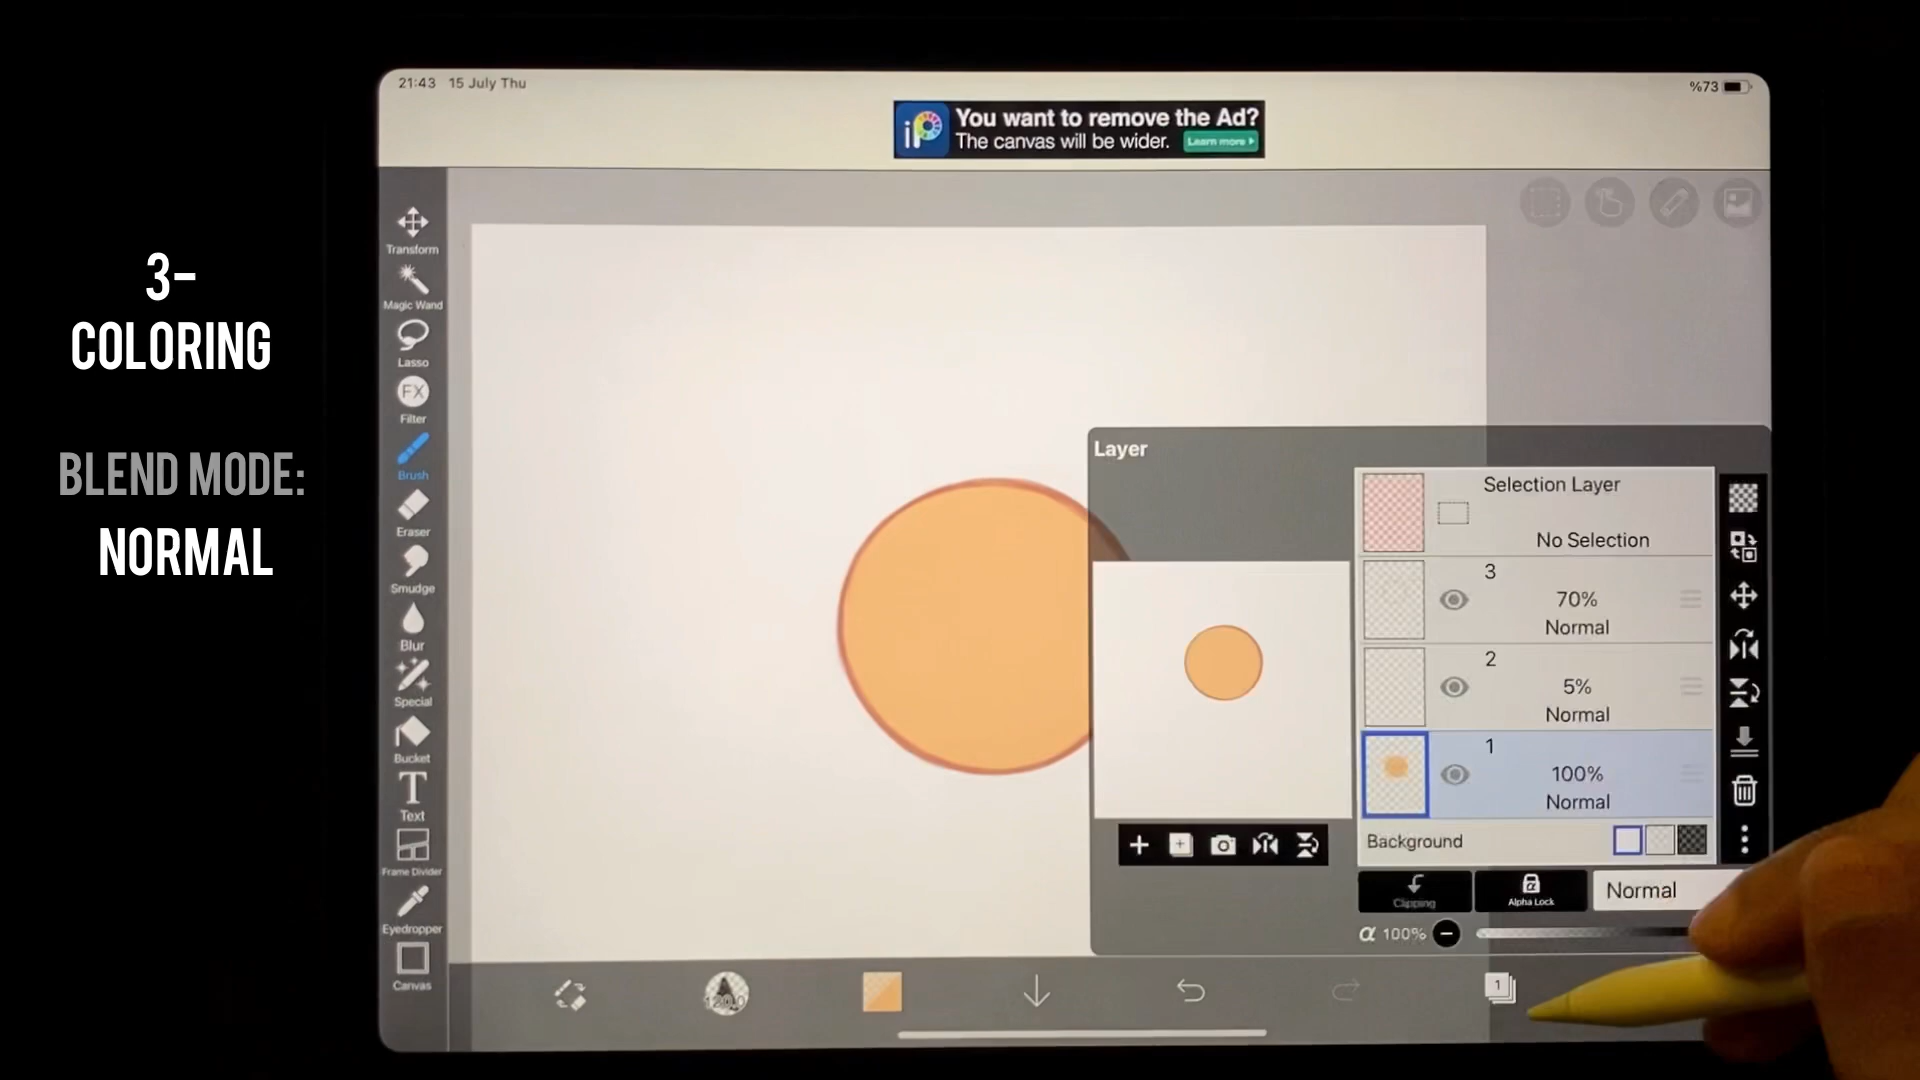 3-
COLORING
BLEND MODE:
NORMAL
21:43 15 July Thu
%73
iP
You want to remove the Ad?
The canvas will be wider.
Learn more
Transform
Magic Wand
Lasso
FX
Filter
Brush
Eraser
Smudge
Blur
Special
Bucket
T
Text
Frame Divider
Eyedropper
Canvas
Layer
Selection Layer
No Selection
3
70%
Normal
2
5%
Normal
1
100%
Normal
Background
Clipping
α
Alpha Lock
Normal
α 100%
120.0
1